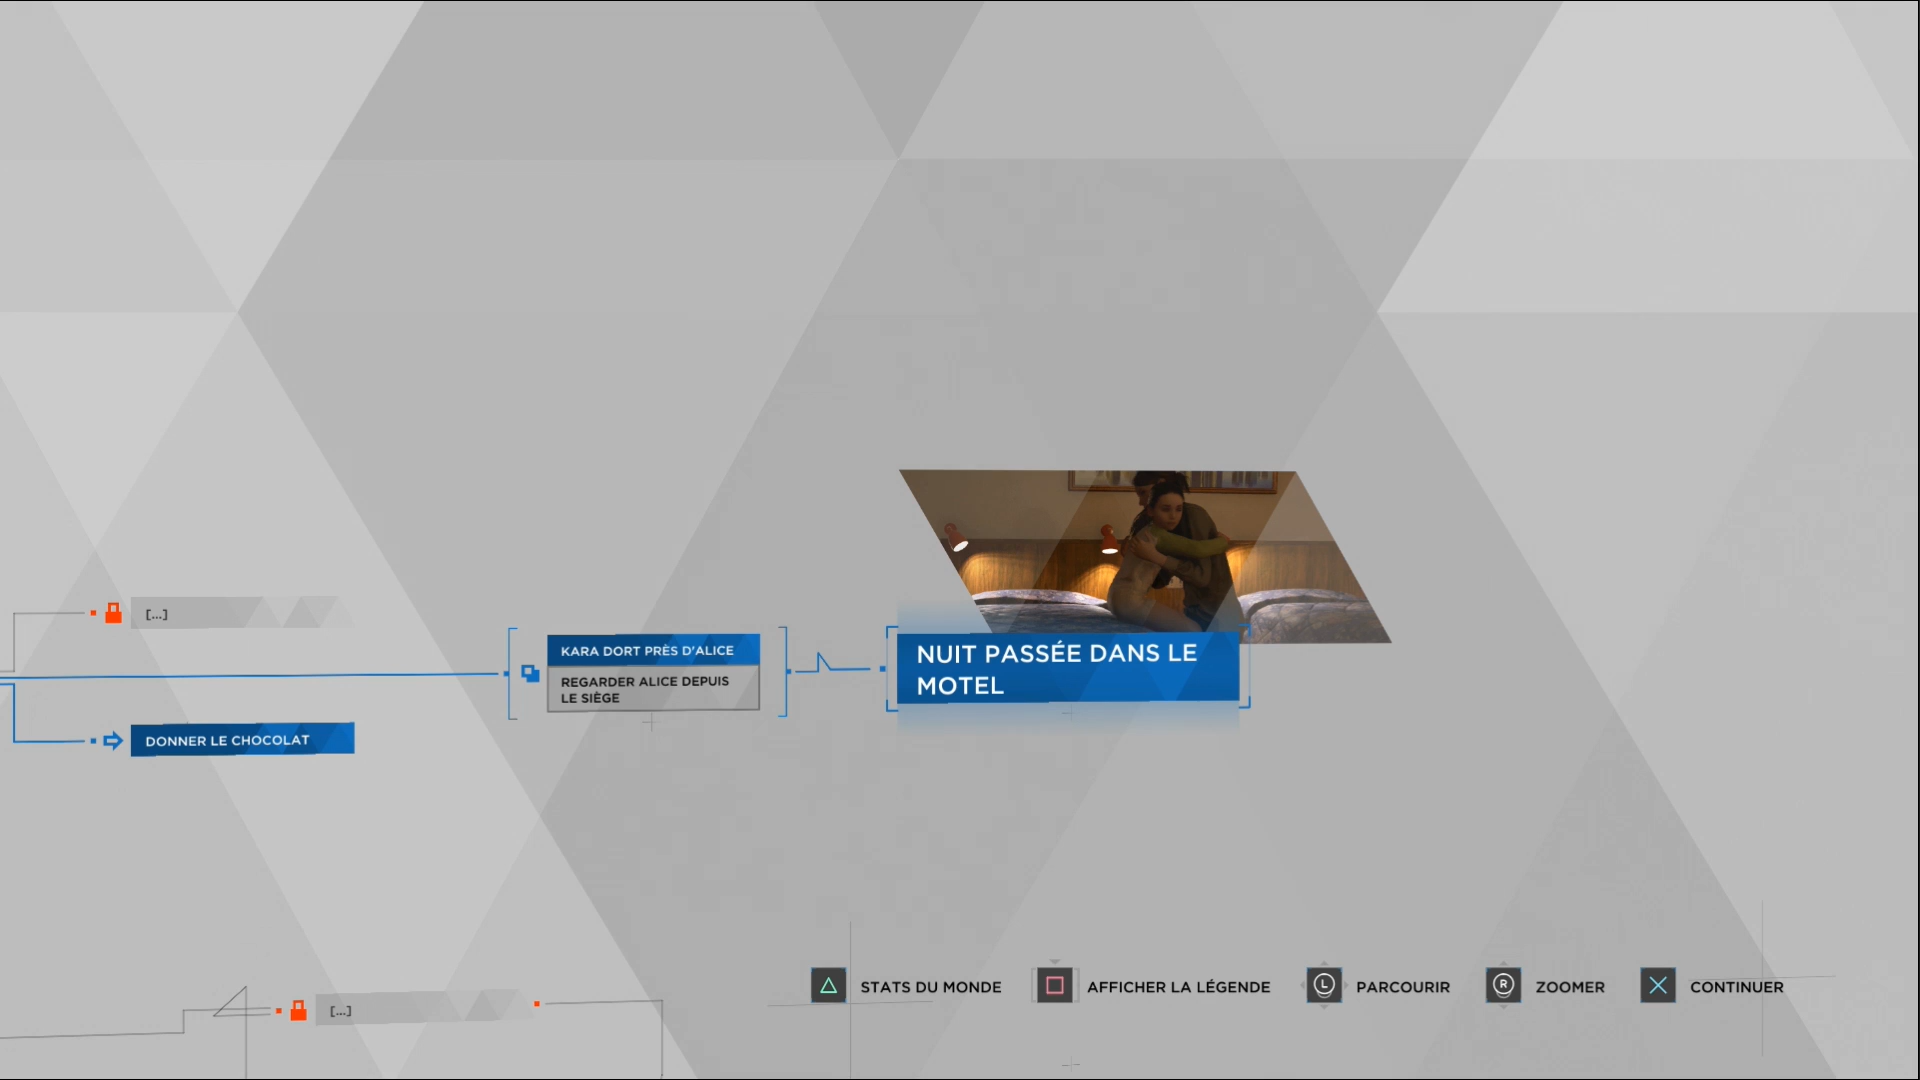 [...]
KARA DORT PRÈS D'ALICE
REGARDER ALICE DEPUIS
LE SIÈGE
NUIT PASSÉE DANS LE
MOTEL
DONNER LE CHOCOLAT
[...]
STATS DU MONDE
AFFICHER LA LÉGENDE
L
PARCOURIR
R
ZOOMER
CONTINUER